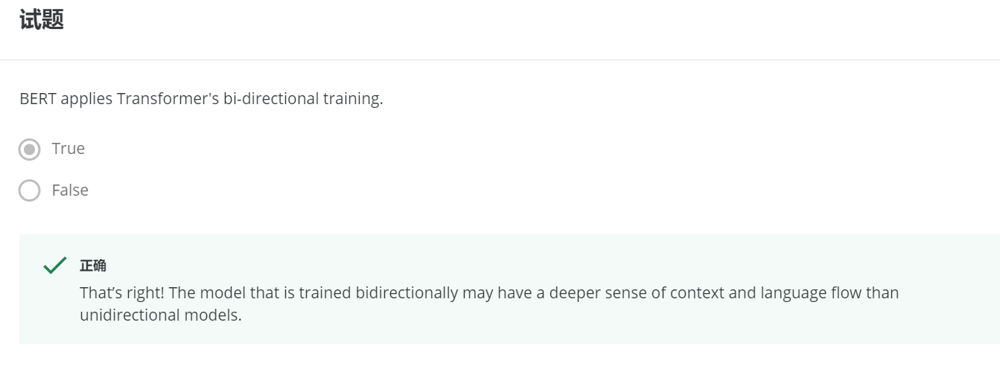 试题
BERT applies Transformer's bi-directional training.
True
False
正确
That’s right! The model that is trained bidirectionally may have a deeper sense of context and language flow than
unidirectional models.